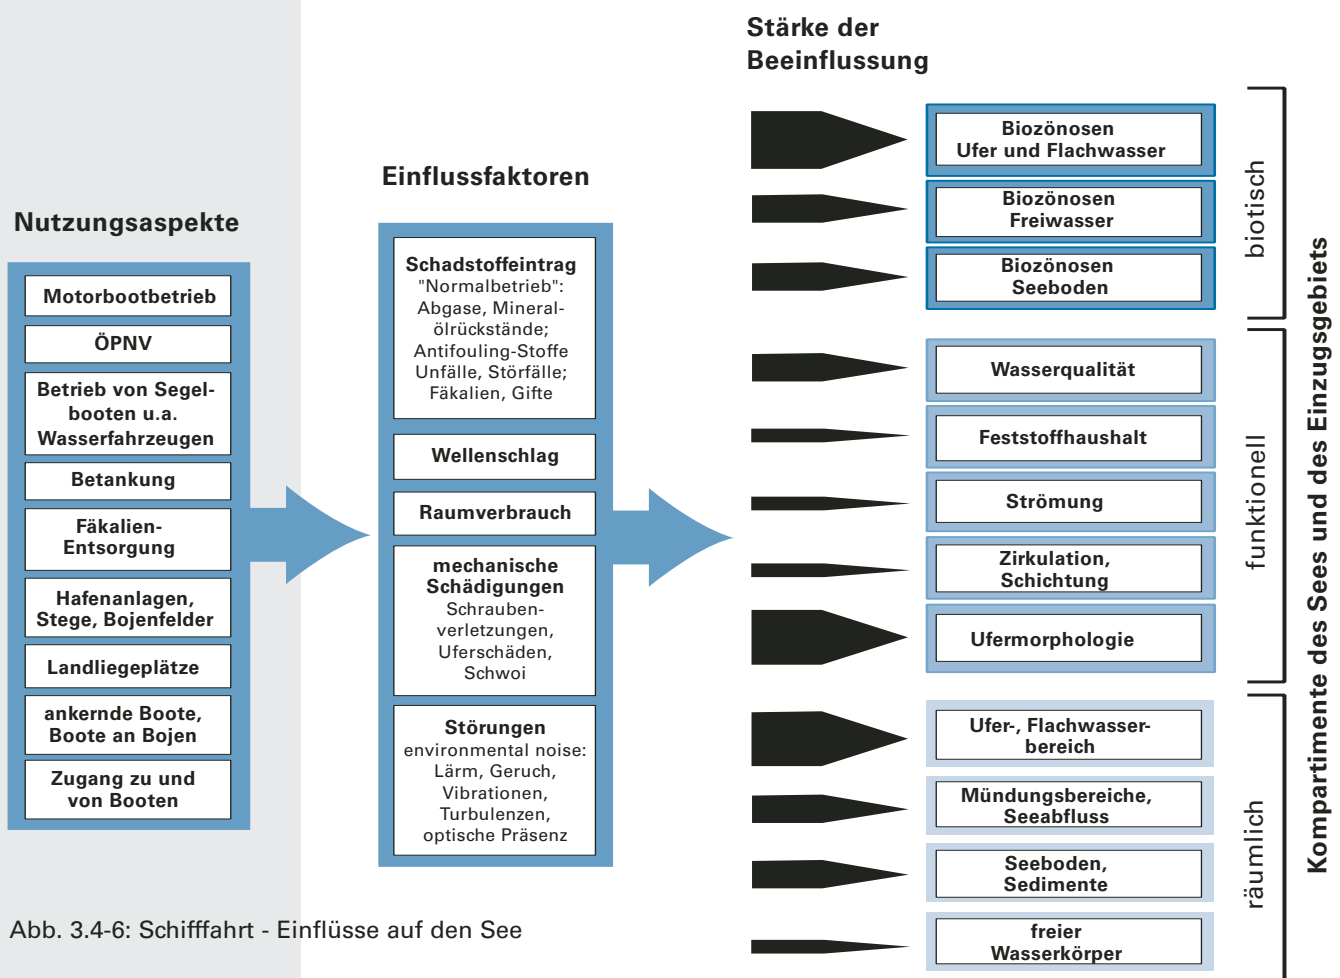 Nutzungsaspekte
Motorbootbetrieb
ÖPNV
Betrieb von Segel-
booten u.a.
Wasserfahrzeugen
Betankung
Fäkalien-
Entsorgung
Hafenanlagen,
Stege, Bojenfelder
Landliegeplätze
ankernde Boote,
Boote an Bojen
Zugang zu und
von Booten
Einflussfaktoren
Schadstoffeintrag
"Normalbetrieb":
Abgase, Mineral-
ölrückstände;
Antifouling-Stoffe
Unfälle, Störfälle;
Fäkalien, Gifte
Wellenschlag
Raumverbrauch
mechanische
Schädigungen
Schrauben-
verletzungen,
Uferschäden,
Schwoi
Störungen
environmental noise:
Lärm, Geruch,
Vibrationen,
Turbulenzen,
optische Präsenz
Stärke der
Beeinflussung
Biozönosen
Ufer und Flachwasser
Biozönosen
Freiwasser
Biozönosen
Seeboden
biotisch
Wasserqualität
Feststoffhaushalt
Strömung
Zirkulation,
Schichtung
Ufermorphologie
funktionell
Ufer-, Flachwasser-
bereich
Mündungsbereiche,
Seeabfluss
Seeboden,
Sedimente
freier
Wasserkörper
räumlich
Kompartimente des Sees und des Einzugsgebiets
Abb. 3.4-6: Schifffahrt - Einflüsse auf den See